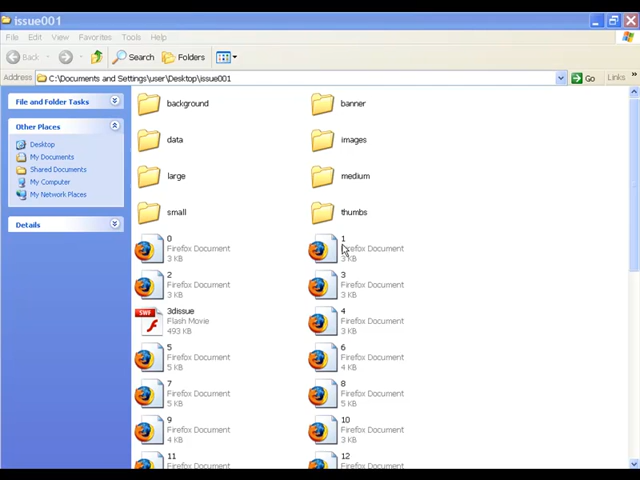 issue001
File Edit View Favorites Tools Help
Back Search Folders
Address C:\Documents and Settings\user\Desktop\issue001 Go Links »
File and Folder Tasks
Other Places
Desktop
My Documents
Shared Documents
My Computer
My Network Places
Details
background banner
data images
large medium
small thumbs
0 1
Firefox Document Firefox Document
3 KB 3 KB
2 3
Firefox Document Firefox Document
3 KB 3 KB
SWF
3dissue 4
Flash Movie Firefox Document
493 KB 3 KB
5 6
Firefox Document Firefox Document
5 KB 4 KB
7 8
Firefox Document Firefox Document
5 KB 5 KB
9 10
Firefox Document Firefox Document
4 KB 3 KB
11 12